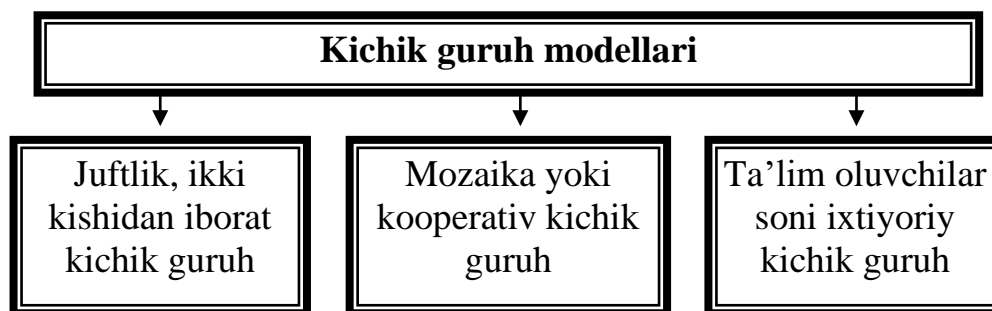 Kichik guruh modellari
Juftlik, ikki
kishidan iborat
kichik guruh
Mozaika yoki
kooperativ kichik
guruh
Ta’lim oluvchilar
soni ixtiyoriy
kichik guruh